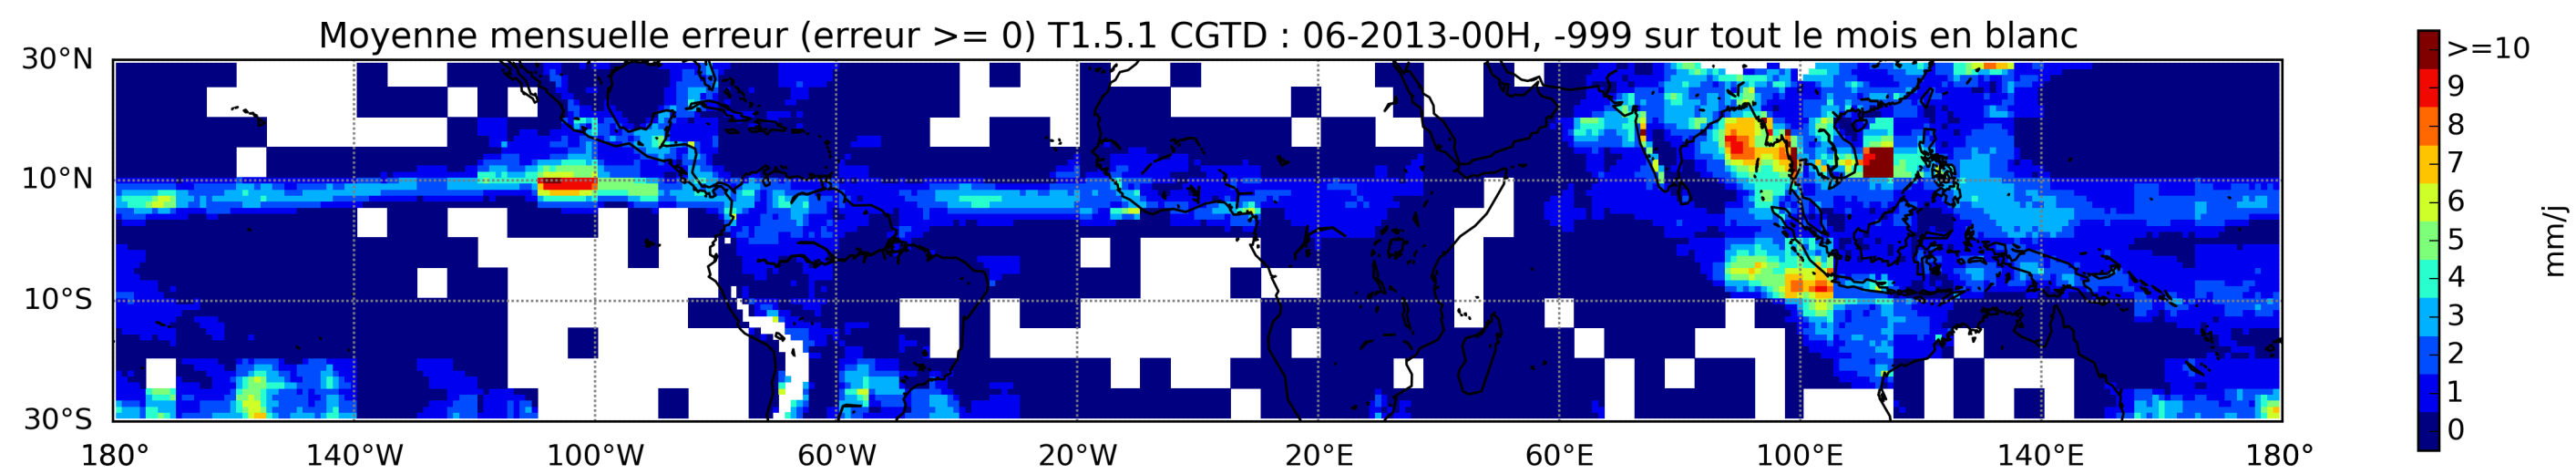 Moyenne mensuelle erreur (erreur >= 0) T1.5.1 CGTD : 06-2013-00H, -999 sur tout le mois en blanc
30°N
10°N
10°S
30°S
180° 140°W 100°W 60°W 20°W 20°E 60°E 100°E 140°E 180°
>=10
9
8
7
6
5
4
3
2
1
0
mm/j